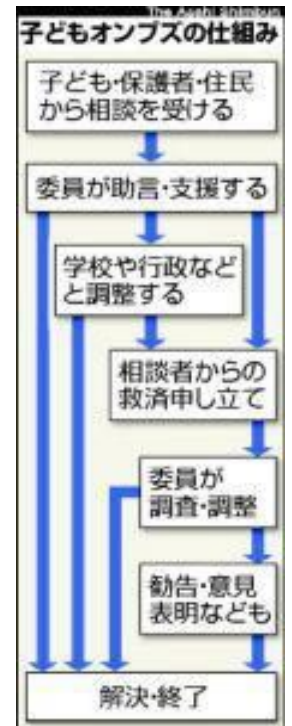 The Asahi Shimbun
子どもオンブズの仕組み
子ども・保護者・住民
から相談を受ける
委員が助言・支援する
学校や行政など
と調整する
相談者からの
救済申し立て
委員が
調査・調整
勧告・意見
表明なども
解決・終了